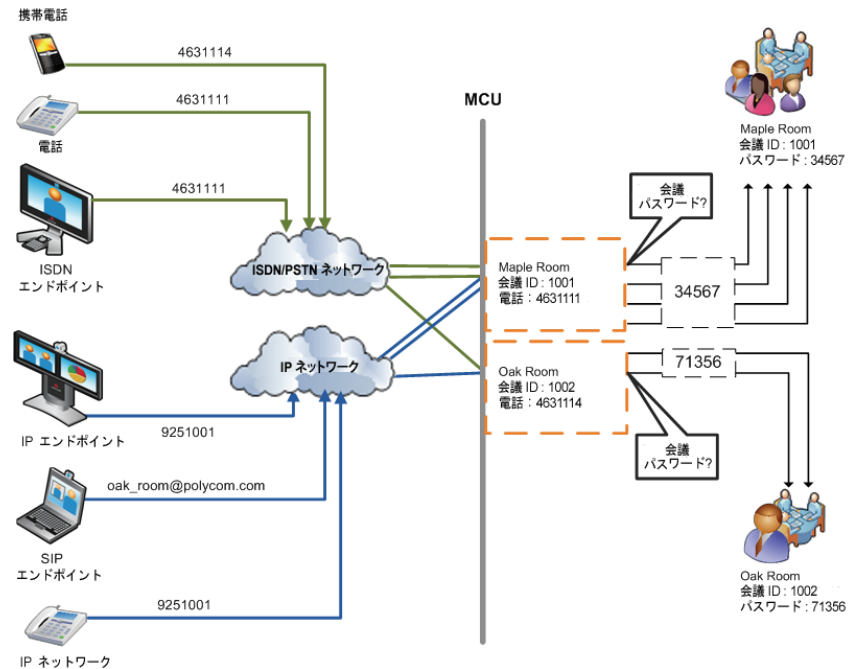 携帯電話
4631114
4631111
電話
4631111
ISDN
エンドポイント
ISDN/PSTN ネットワーク
IP ネットワーク
IP エンドポイント
9251001
oak_room@polycom.com
SIP
エンドポイント
9251001
IP ネットワーク
MCU
Maple Room
会議 ID : 1001
電話 : 4631111
Oak Room
会議 ID : 1002
電話 : 4631114
会議
パスワード?
34567
71356
会議
パスワード?
Maple Room
会議 ID : 1001
パスワード : 34567
Oak Room
会議 ID : 1002
パスワード : 71356